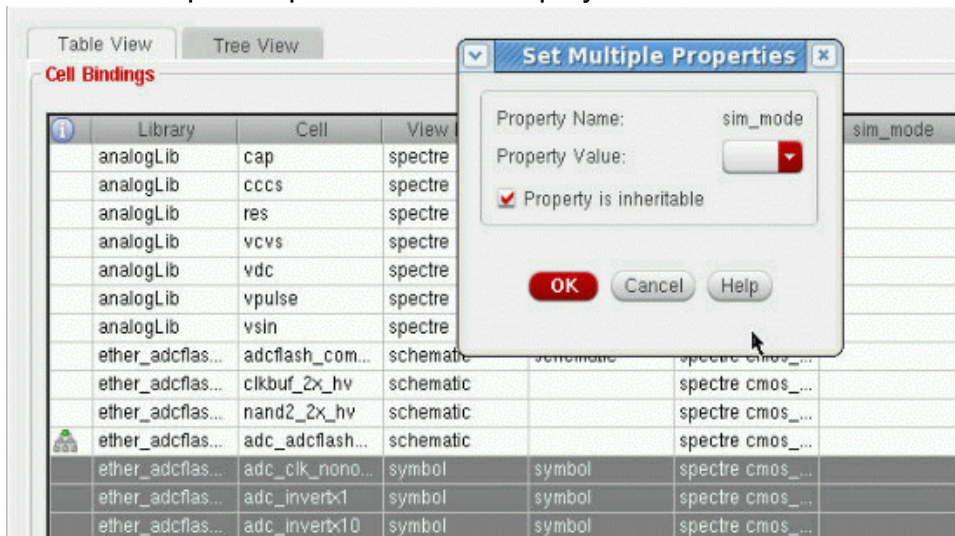 Table View Tree View
Set Multiple Properties
Cell Bindings
Property Name: sim_mode
Property Value:
Property is inheritable
OK Cancel Help
Library Cell View sim_mode
analogLib cap spectre
analogLib cccs spectre
analogLib res spectre
analogLib vcvs spectre
analogLib vdc spectre
analogLib vpulse spectre
analogLib vsin spectre
ether_adcflas... adcflash_com... schematic schematic spectre cmos_...
ether_adcflas... clkbuf_2x_hv schematic spectre cmos_...
ether_adcflas... nand2_2x_hv schematic spectre cmos_...
ether_adcflas... adc_adcflash... schematic spectre cmos_...
ether_adcflas... adc_clk_nono... symbol symbol spectre cmos_...
ether_adcflas... adc_invertx1 symbol symbol spectre cmos_...
ether_adcflas... adc_invertx10 symbol symbol spectre cmos_...